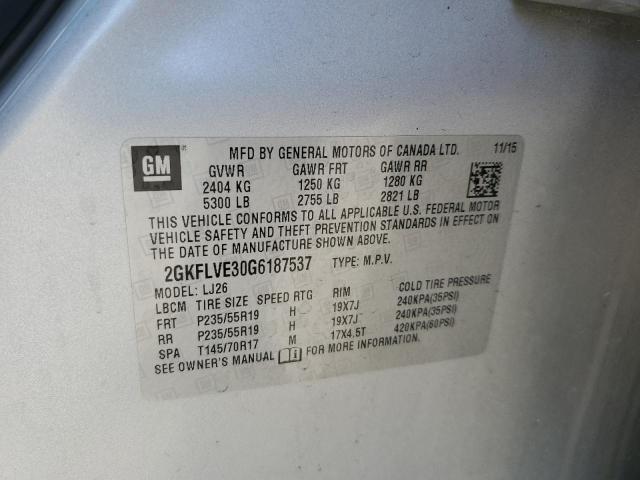 GM
MFD BY GENERAL MOTORS OF CANADA LTD. 11/15
GVWR GAWR FRT GAWR RR
2404 KG 1250 KG 1280 KG
5300 LB 2755 LB 2821 LB
THIS VEHICLE CONFORMS TO ALL APPLICABLE U.S. FEDERAL MOTOR
VEHICLE SAFETY AND THEFT PREVENTION STANDARDS IN EFFECT ON
THE DATE OF MANUFACTURE SHOWN ABOVE.
2GKFLVE30G6187537 TYPE: M.P.V.
MODEL: LJ26
LBCM TIRE SIZE SPEED RTG RIM COLD TIRE PRESSURE
FRT P235/55R19 H 19X7J 240KPA(35PSI)
RR P235/55R19 H 19X7J 240KPA(35PSI)
SPA T145/70R17 M 17X4.5T 420KPA(60PSI)
SEE OWNER'S MANUAL FOR MORE INFORMATION.